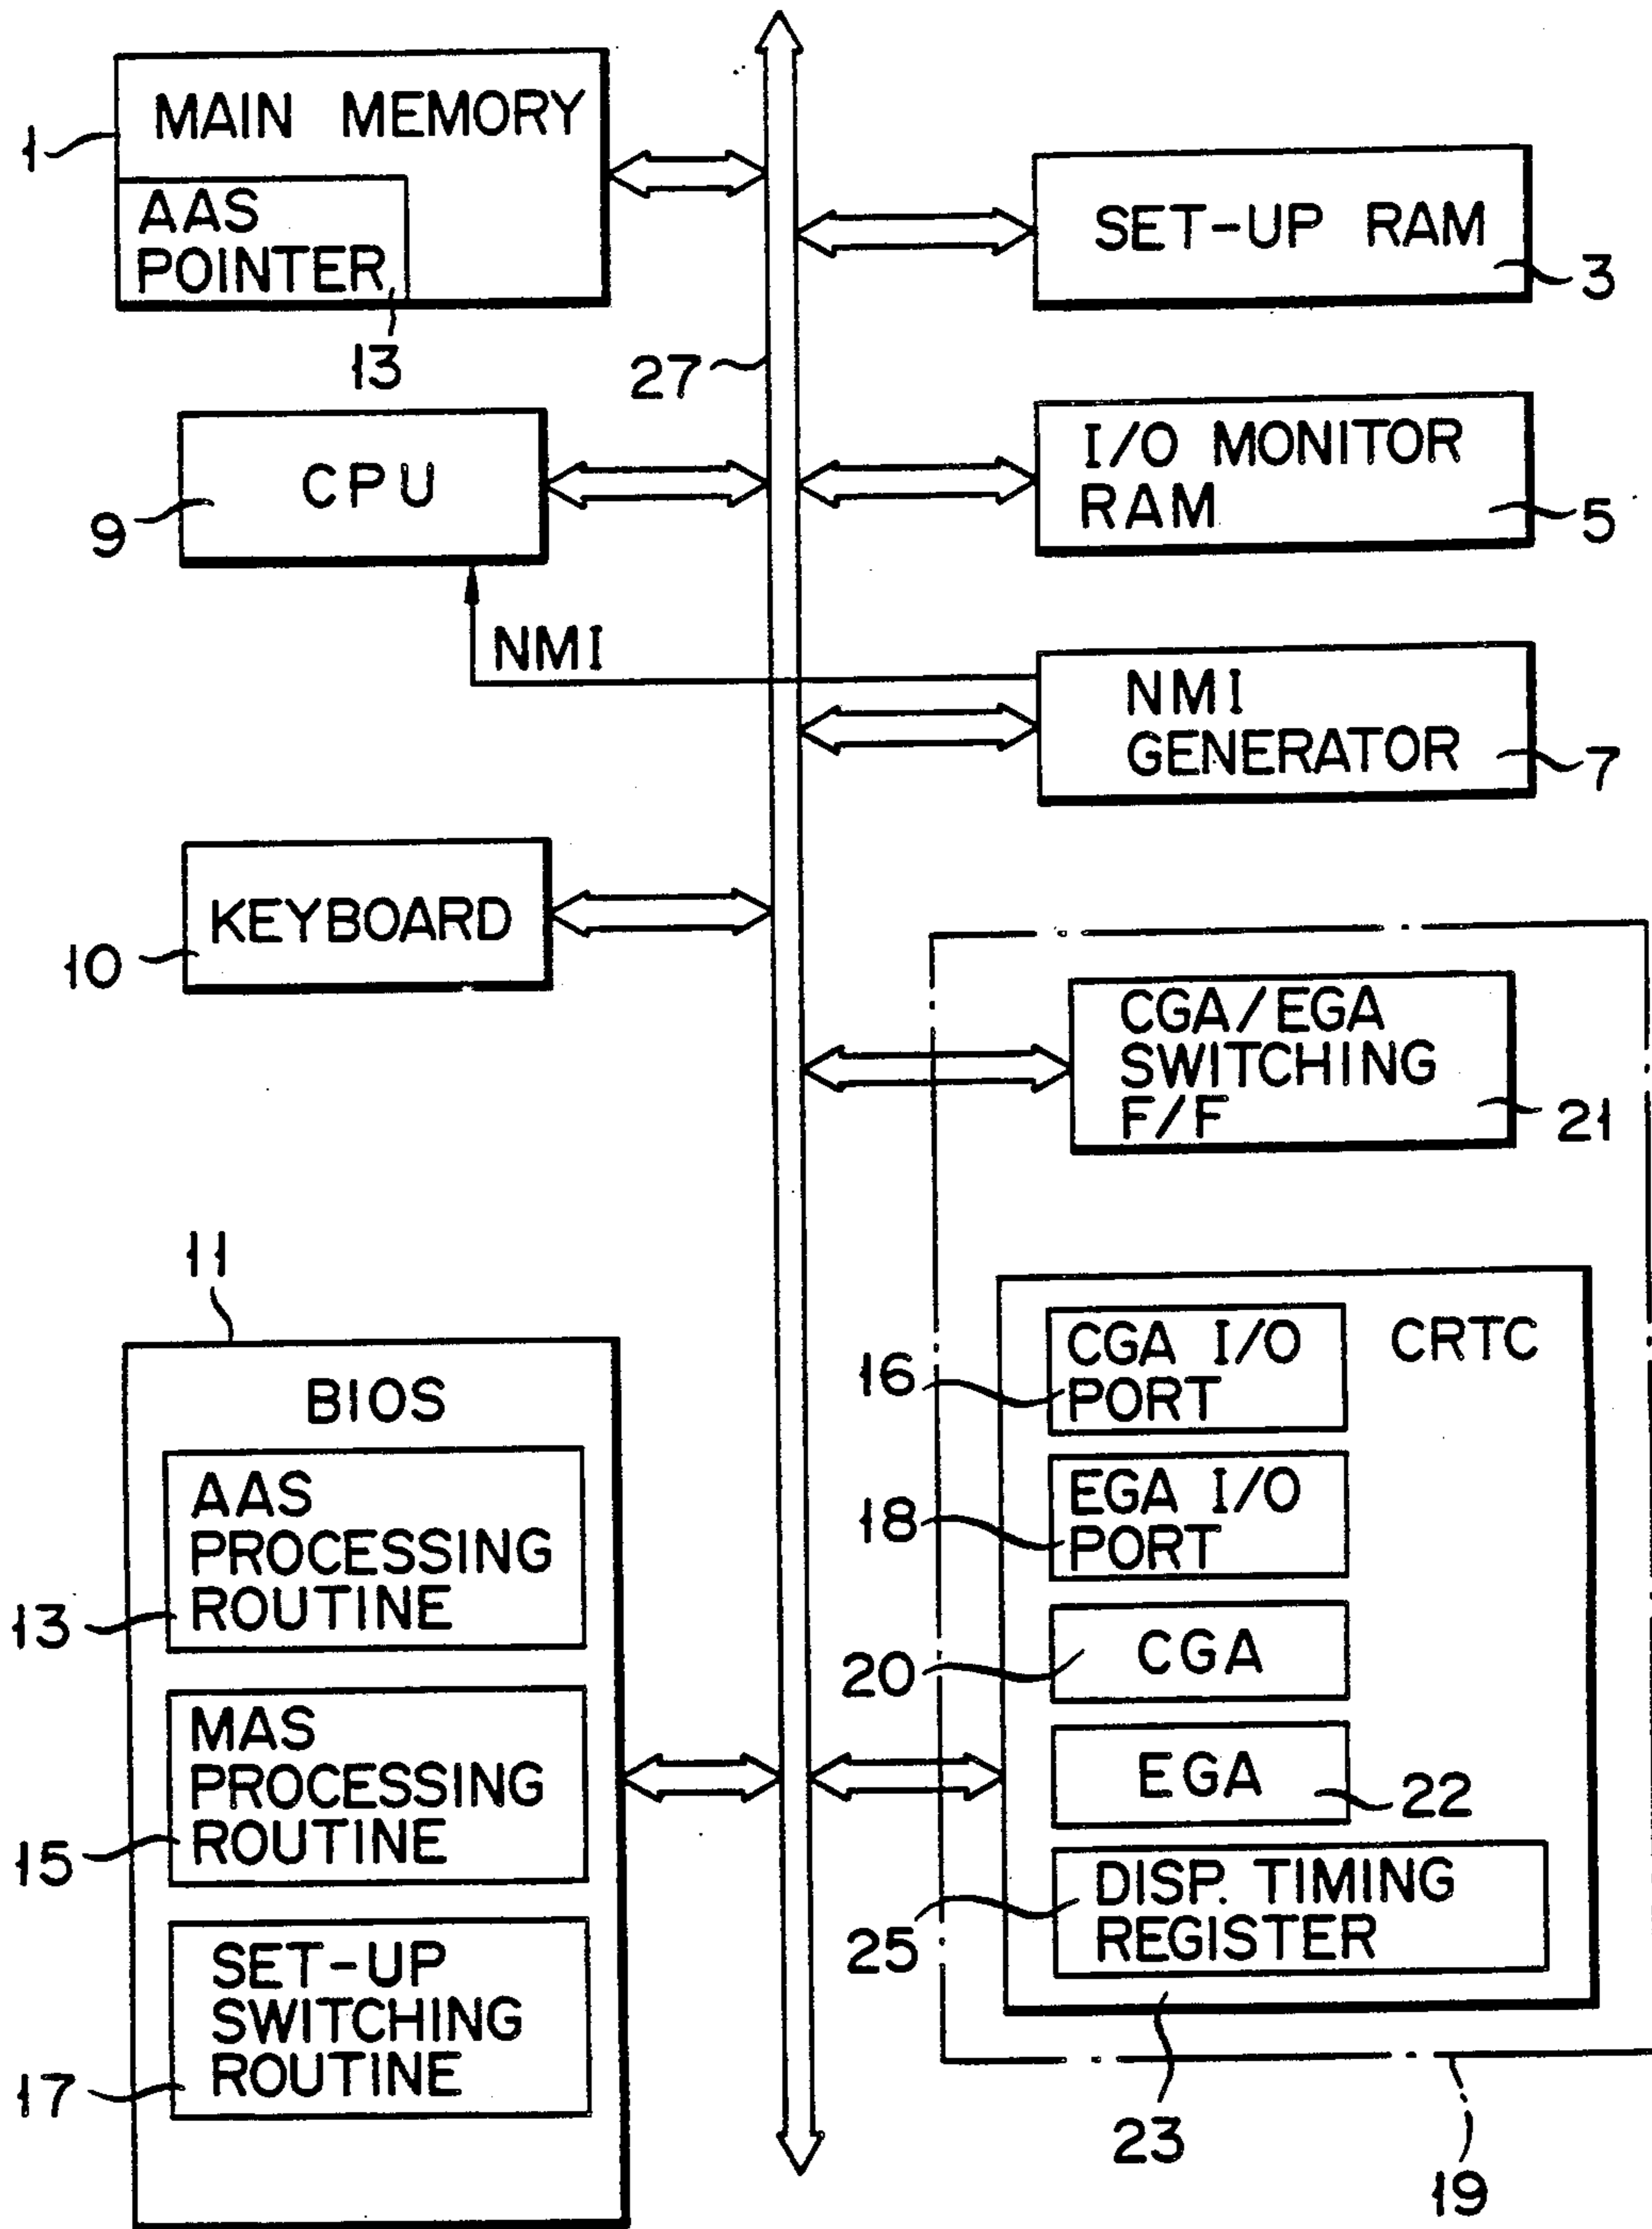 MAIN MEMORY
1
AAS
POINTER
13
SET-UP RAM
3
27
CPU
9
I/O MONITOR
RAM
5
NMI
NMI
GENERATOR
7
KEYBOARD
10
CGA/EGA
SWITCHING
F/F
21
11
BIOS
AAS
PROCESSING
ROUTINE
13
MAS
PROCESSING
ROUTINE
15
SET-UP
SWITCHING
ROUTINE
17
CRTC
CGA I/O
PORT
16
EGA I/O
PORT
18
CGA
20
EGA
22
DISP. TIMING
REGISTER
25
23
19